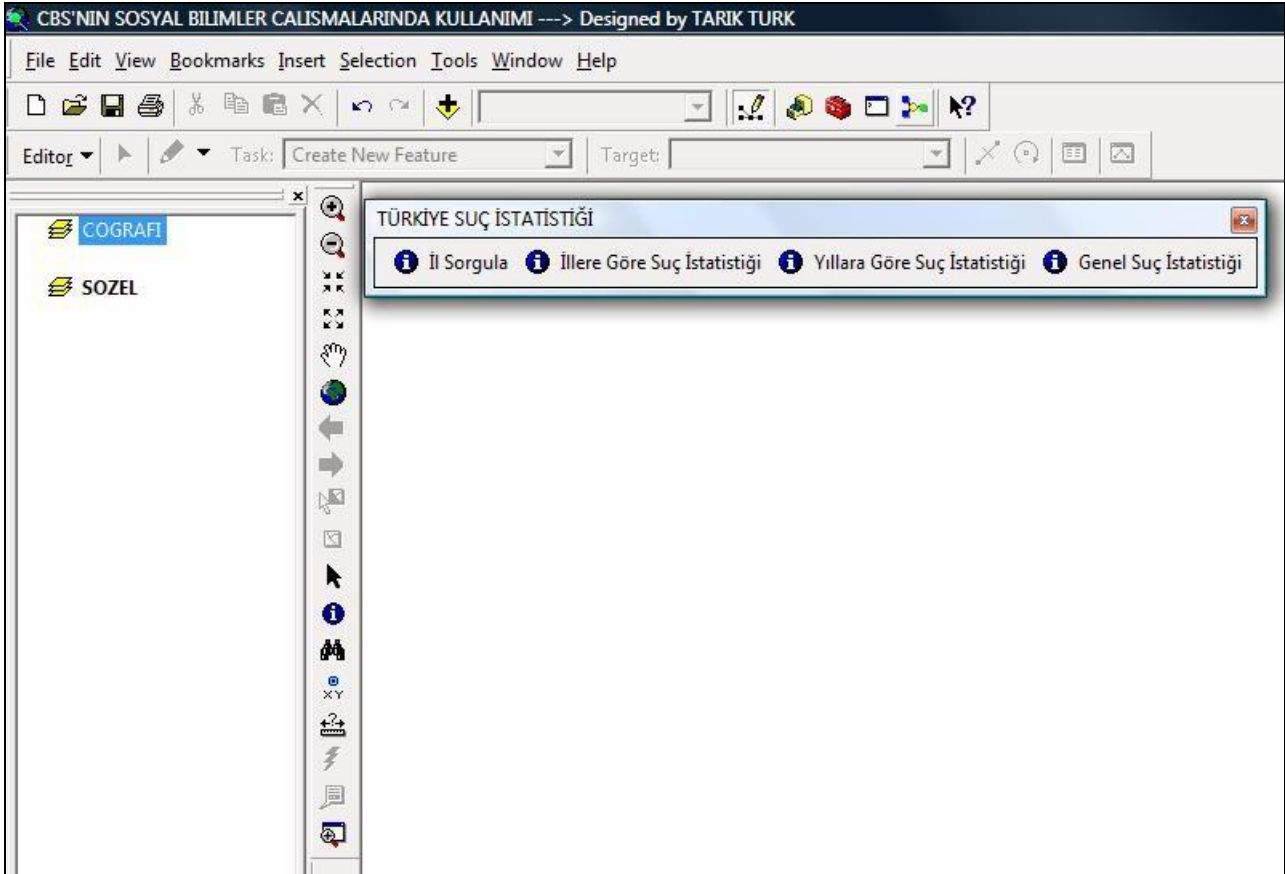 CBS'NIN SOSYAL BILIMLER CALISMALARINDA KULLANIMI ---> Designed by TARIK TURK
File Edit View Bookmarks Insert Selection Tools Window Help
Editor Task: Create New Feature Target:
COGRAFI
SOZEL
XY
TÜRKİYE SUÇ İSTATİSTİĞİ
İl Sorgula İllere Göre Suç İstatistiği Yıllara Göre Suç İstatistiği Genel Suç İstatistiği